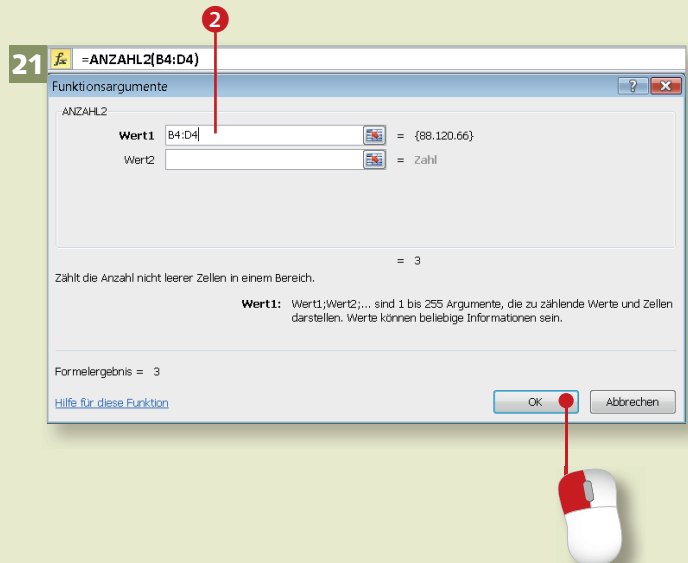 2
21
fx =ANZAHL2(B4:D4)
Funktionsargumente
ANZAHL2
Wert1 B4:D4 = {88.120.66}
Wert2 = Zahl
= 3
Zählt die Anzahl nicht leerer Zellen in einem Bereich.
Wert1: Wert1;Wert2;... sind 1 bis 255 Argumente, die zu zählende Werte und Zellen
darstellen. Werte können beliebige Informationen sein.
Formelergebnis = 3
Hilfe für diese Funktion
OK Abbrechen